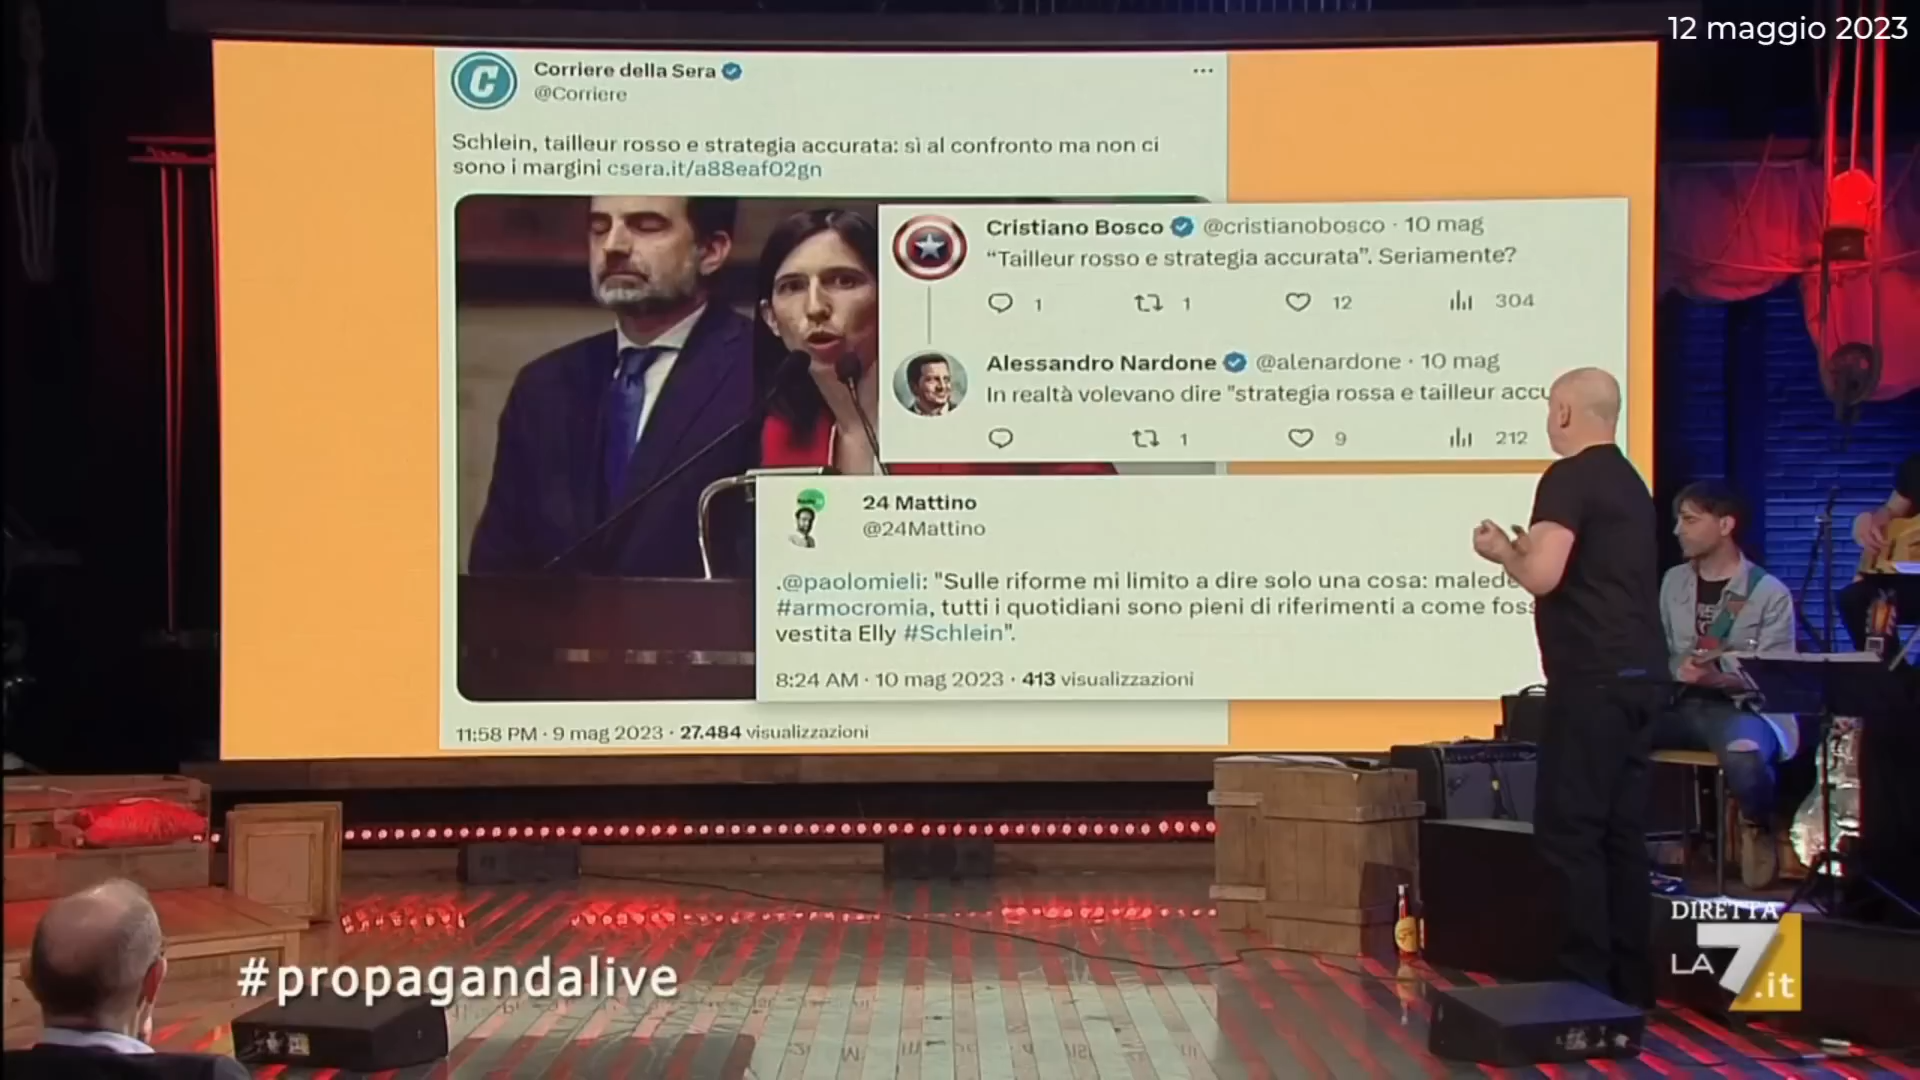 12 maggio 2023
Corriere della Sera
@Corriere
Schlein, tailleur rosso e strategia accurata: sì al confronto ma non ci
sono i margini csera.it/a88eaf02gn
Cristiano Bosco @cristianobosco · 10 mag
“Tailleur rosso e strategia accurata”. Seriamente?
1 1 12 304
Alessandro Nardone @alenardone · 10 mag
In realtà volevano dire "strategia rossa e tailleur accu
1 9 212
24 Mattino
@24Mattino
.@paolomieli: "Sulle riforme mi limito a dire solo una cosa: malede
#armocromia, tutti i quotidiani sono pieni di riferimenti a come foss
vestita Elly #Schlein".
8:24 AM · 10 mag 2023 · 413 visualizzazioni
11:58 PM · 9 mag 2023 · 27.484 visualizzazioni
#propagandalive
DIRETTA
LA7.it